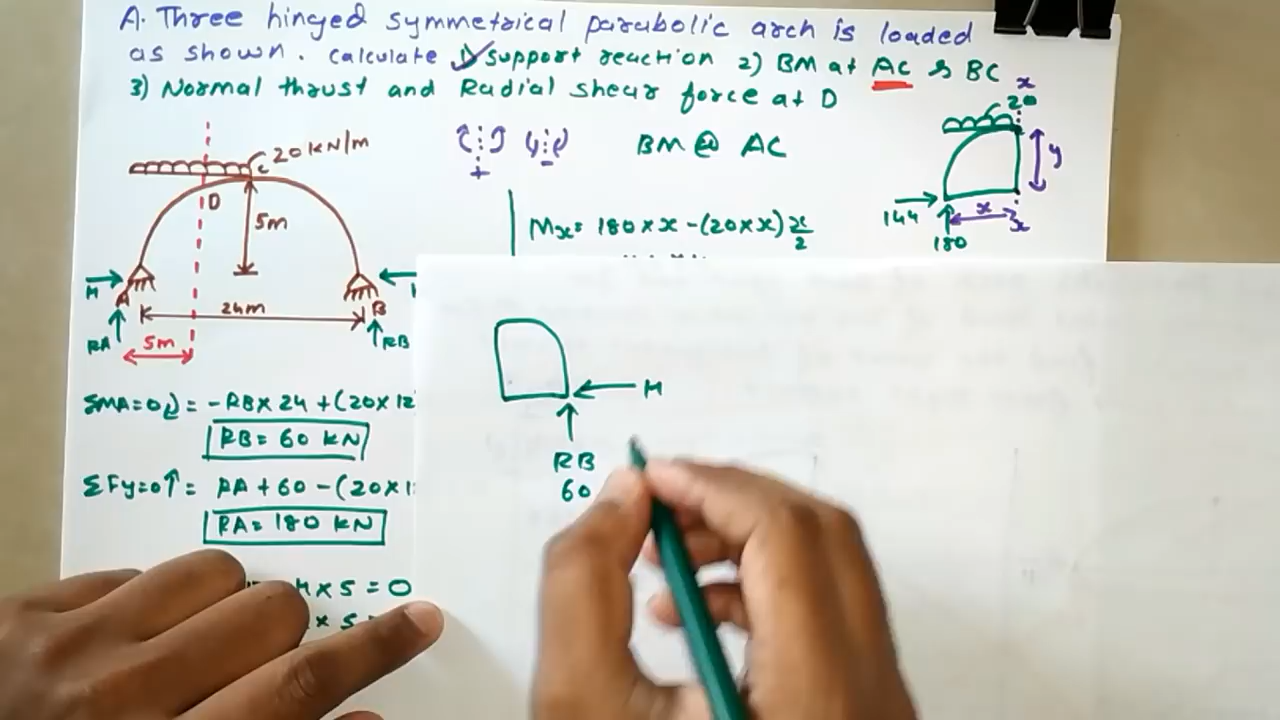 A. Three hinged symmetrical parabolic arch is loaded
as shown. calculate 1) support reaction 2) BM at AC & BC
3) Normal thrust and Radial shear force at D
20 kN/m
C
D
5m
H
A
24m
B
RA
5m
RB
ΣMA=0 = -RB×24 +(20×12
RB= 60 KN
ΣFy=0↑= RA + 60 -(20×1
RA= 180 KN
H×5=0
× 5
+
-
BM @ AC
Mx= 180×x -(20×x)x/2
x
20
y
144
x
x
180
H
RB
60